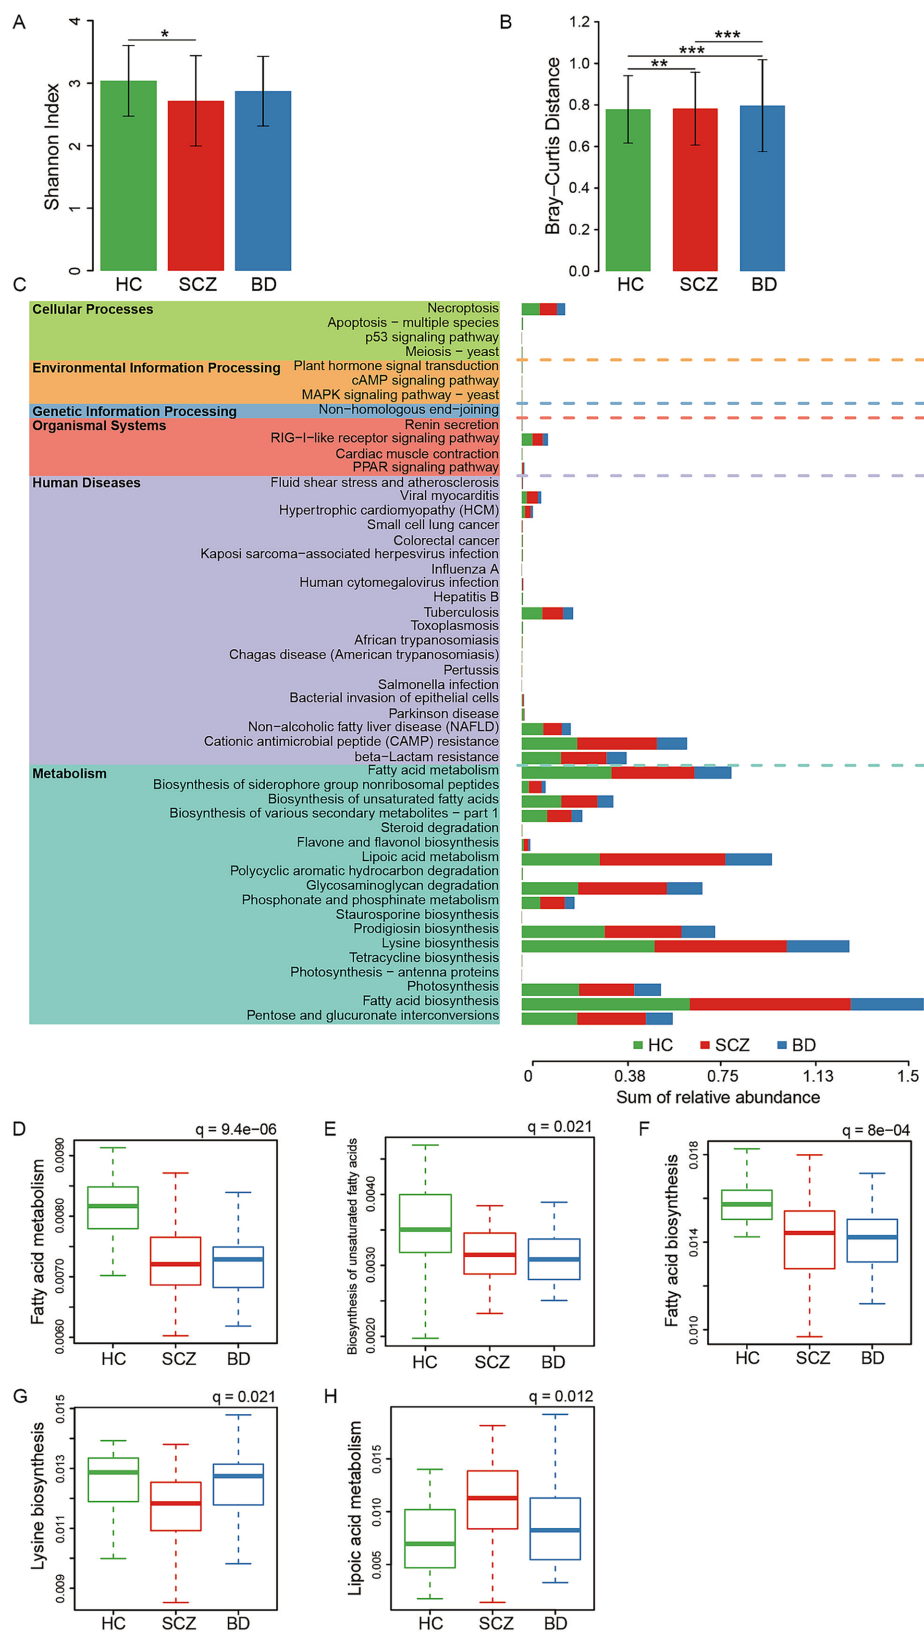 A
B
Shannon Index
0
1
2
3
4
*
HC
SCZ
BD
Bray−Curtis Distance
0.0
0.2
0.4
0.6
0.8
1.0
1.2
***
***
**
HC
SCZ
BD
C
Cellular Processes
Necroptosis
Apoptosis − multiple species
p53 signaling pathway
Meiosis − yeast
Environmental Information Processing
Plant hormone signal transduction
cAMP signaling pathway
MAPK signaling pathway − yeast
Genetic Information Processing
Non−homologous end−joining
Organismal Systems
Renin secretion
RIG−I−like receptor signaling pathway
Cardiac muscle contraction
PPAR signaling pathway
Human Diseases
Fluid shear stress and atherosclerosis
Viral myocarditis
Hypertrophic cardiomyopathy (HCM)
Small cell lung cancer
Colorectal cancer
Kaposi sarcoma−associated herpesvirus infection
Influenza A
Human cytomegalovirus infection
Hepatitis B
Tuberculosis
Toxoplasmosis
African trypanosomiasis
Chagas disease (American trypanosomiasis)
Pertussis
Salmonella infection
Bacterial invasion of epithelial cells
Parkinson disease
Non−alcoholic fatty liver disease (NAFLD)
Cationic antimicrobial peptide (CAMP) resistance
beta−Lactam resistance
Metabolism
Fatty acid metabolism
Biosynthesis of siderophore group nonribosomal peptides
Biosynthesis of unsaturated fatty acids
Biosynthesis of various secondary metabolites − part 1
Steroid degradation
Flavone and flavonol biosynthesis
Lipoic acid metabolism
Polycyclic aromatic hydrocarbon degradation
Glycosaminoglycan degradation
Phosphonate and phosphinate metabolism
Staurosporine biosynthesis
Prodigiosin biosynthesis
Lysine biosynthesis
Tetracycline biosynthesis
Photosynthesis − antenna proteins
Photosynthesis
Fatty acid biosynthesis
Pentose and glucuronate interconversions
HC
SCZ
BD
0
0.38
0.75
1.13
1.5
Sum of relative abundance
D
q = 9.4e−06
Fatty acid metabolism
0.0060
0.0070
0.0080
0.0090
HC
SCZ
BD
E
q = 0.021
Biosynthesis of unsaturated fatty acids
0.0020
0.0030
0.0040
HC
SCZ
BD
F
q = 8e−04
Fatty acid biosynthesis
0.010
0.014
0.018
HC
SCZ
BD
G
q = 0.021
Lysine biosynthesis
0.009
0.011
0.013
0.015
HC
SCZ
BD
H
q = 0.012
Lipoic acid metabolism
0.005
0.010
0.015
HC
SCZ
BD